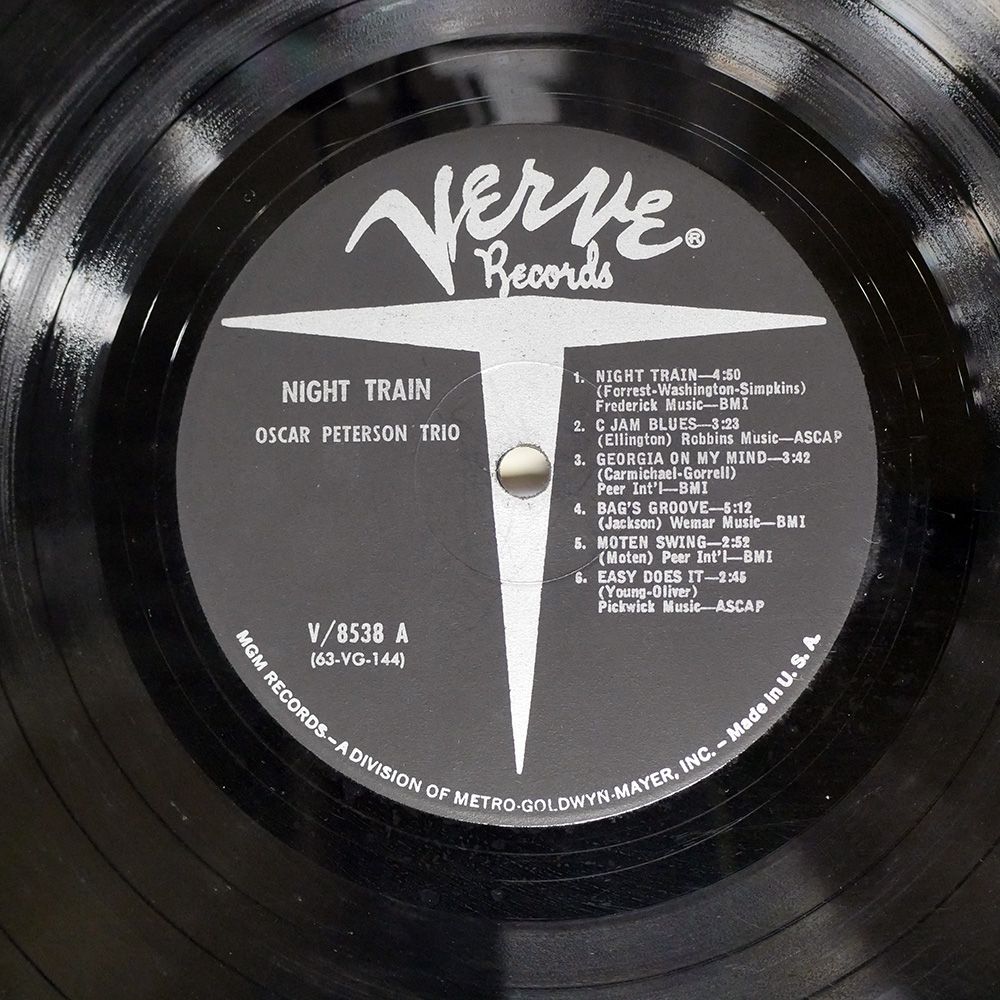 Verve®
Records
NIGHT TRAIN
OSCAR PETERSON TRIO
1. NIGHT TRAIN—4:50
(Forrest-Washington-Simpkins)
Frederick Music—BMI
2. C JAM BLUES—3:23
(Ellington) Robbins Music—ASCAP
3. GEORGIA ON MY MIND—3:42
(Carmichael-Gorrell)
Peer Int'l—BMI
4. BAG'S GROOVE—5:12
(Jackson) Wemar Music—BMI
5. MOTEN SWING—2:52
(Moten) Peer Int'l—BMI
6. EASY DOES IT—2:45
(Young-Oliver)
Pickwick Music—ASCAP
V/8538 A
(63-VG-144)
MGM RECORDS - A DIVISION OF METRO-GOLDWYN-MAYER, INC. - Made in U. S. A.